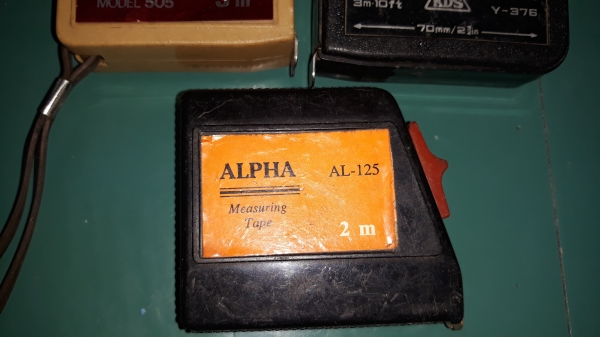 MODEL 505
3 m
3m·10ft
KDS
Y-376
70mm/2¾in
ALPHA
AL-125
Measuring
Tape
2 m